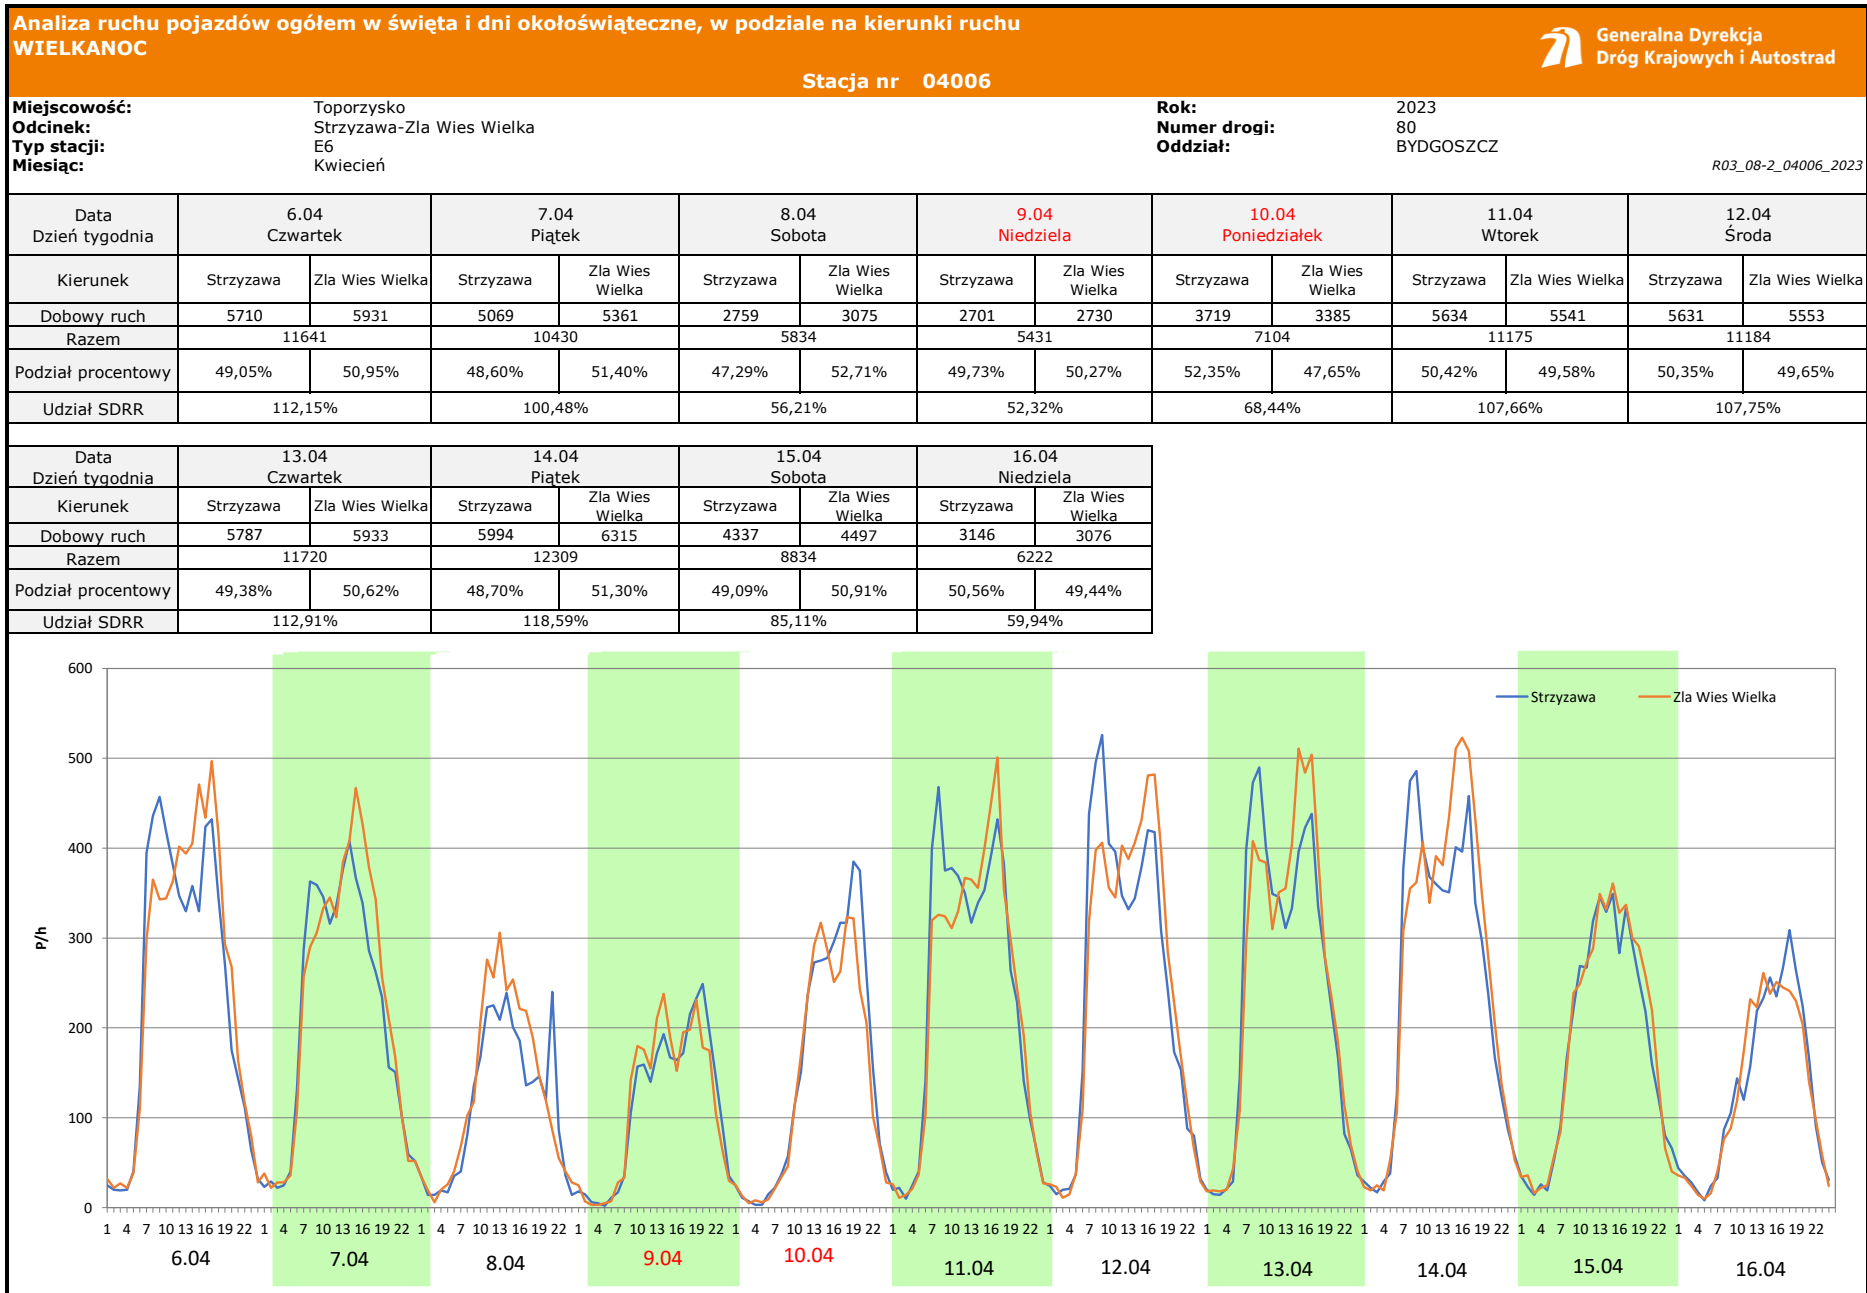 Analiza ruchu pojazdów ogółem w święta i dni okołoświąteczne, w podziale na kierunki ruchu
WIELKANOC
Generalna Dyrekcja
Dróg Krajowych i Autostrad
Stacja nr 04006
Miejscowość: Toporzysko Rok: 2023
Odcinek: Strzyzawa-Zla Wies Wielka Numer drogi: 80
Typ stacji: E6 Oddział: BYDGOSZCZ
Miesiąc: Kwiecień R03_08-2_04006_2023
Data 6.04 7.04 8.04 9.04 10.04 11.04 12.04
Dzień tygodnia Czwartek Piątek Sobota Niedziela Poniedziałek Wtorek Środa
Kierunek Strzyzawa Zla Wies Wielka Strzyzawa Zla Wies Wielka Strzyzawa Zla Wies Wielka Strzyzawa Zla Wies Wielka Strzyzawa Zla Wies Wielka Strzyzawa Zla Wies Wielka Strzyzawa Zla Wies Wielka
Dobowy ruch 5710 5931 5069 5361 2759 3075 2701 2730 3719 3385 5634 5541 5631 5553
Razem 11641 10430 5834 5431 7104 11175 11184
Podział procentowy 49,05% 50,95% 48,60% 51,40% 47,29% 52,71% 49,73% 50,27% 52,35% 47,65% 50,42% 49,58% 50,35% 49,65%
Udział SDRR 112,15% 100,48% 56,21% 52,32% 68,44% 107,66% 107,75%
Data 13.04 14.04 15.04 16.04
Dzień tygodnia Czwartek Piątek Sobota Niedziela
Kierunek Strzyzawa Zla Wies Wielka Strzyzawa Zla Wies Wielka Strzyzawa Zla Wies Wielka Strzyzawa Zla Wies Wielka
Dobowy ruch 5787 5933 5994 6315 4337 4497 3146 3076
Razem 11720 12309 8834 6222
Podział procentowy 49,38% 50,62% 48,70% 51,30% 49,09% 50,91% 50,56% 49,44%
Udział SDRR 112,91% 118,59% 85,11% 59,94%
600
Strzyzawa Zla Wies Wielka
500
400
P/h
300
200
100
0
1 4 7 10 13 16 19 22 1 4 7 10 13 16 19 22 1 4 7 10 13 16 19 22 1 4 7 10 13 16 19 22 1 4 7 10 13 16 19 22 1 4 7 10 13 16 19 22 1 4 7 10 13 16 19 22 1 4 7 10 13 16 19 22 1 4 7 10 13 16 19 22 1 4 7 10 13 16 19 22 1 4 7 10 13 16 19 22
6.04 7.04 8.04 9.04 10.04 11.04 12.04 13.04 14.04 15.04 16.04